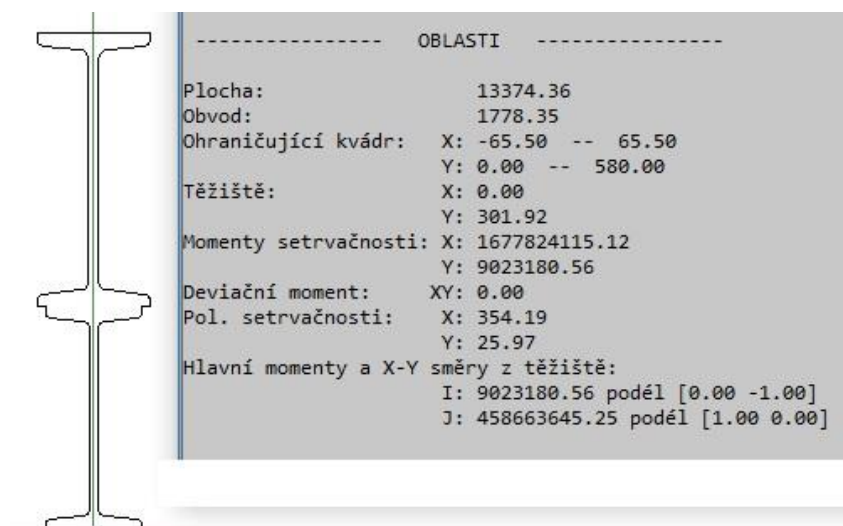 ---------------- OBLASTI ----------------
Plocha: 13374.36
Obvod: 1778.35
Ohraničující kvádr: X: -65.50 -- 65.50
Y: 0.00 -- 580.00
Těžiště: X: 0.00
Y: 301.92
Momenty setrvačnosti: X: 1677824115.12
Y: 9023180.56
Deviační moment: XY: 0.00
Pol. setrvačnosti: X: 354.19
Y: 25.97
Hlavní momenty a X-Y směry z těžiště:
I: 9023180.56 podél [0.00 -1.00]
J: 458663645.25 podél [1.00 0.00]